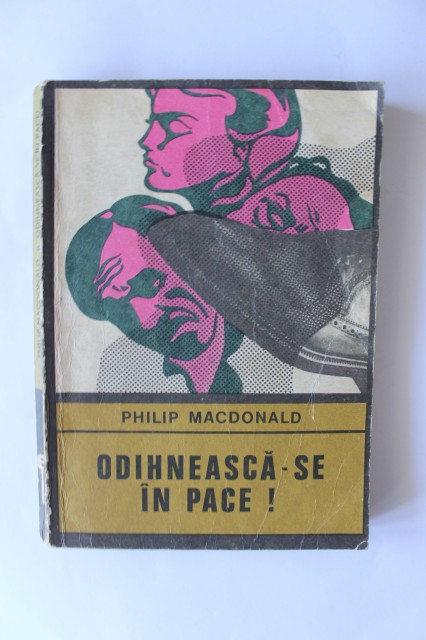 PHILIP MACDONALD
ODIHNEASCĂ-SE
ÎN PACE !